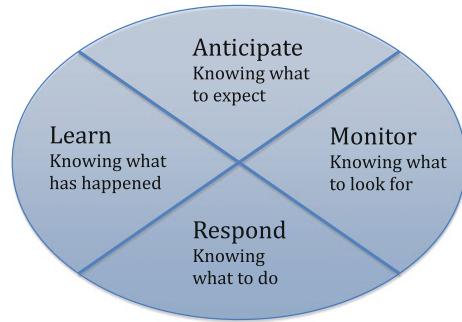 Anticipate
Knowing what
to expect
Learn
Knowing what
has happened
Monitor
Knowing what
to look for
Respond
Knowing
what to do